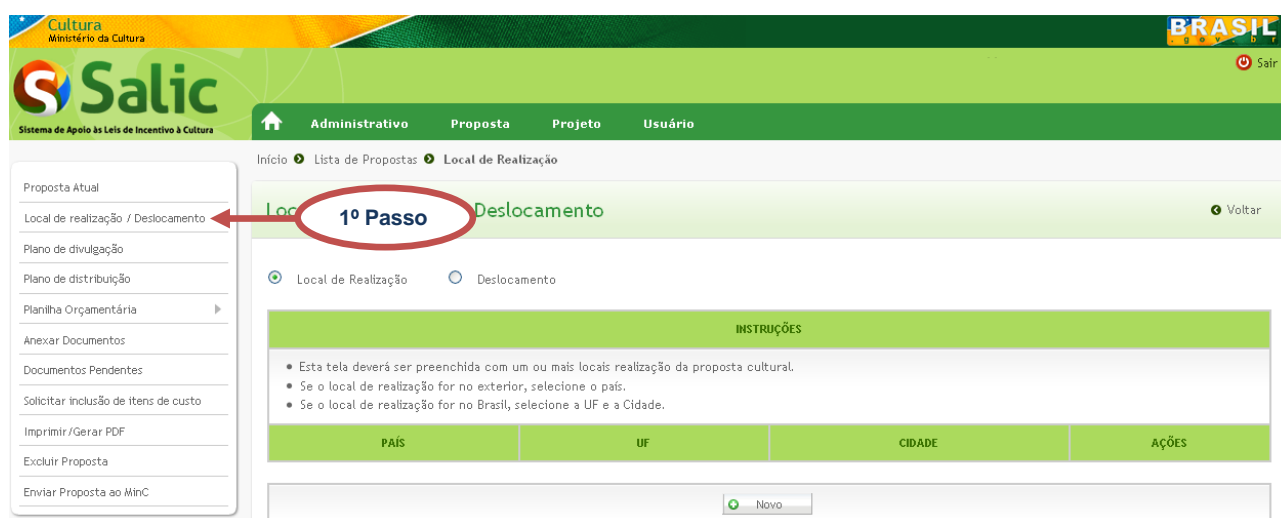 Cultura
Ministério da Cultura
BRASIL
.gov.br
Sair
Salic
Sistema de Apoio às Leis de Incentivo à Cultura
Administrativo Proposta Projeto Usuário
Início Lista de Propostas Local de Realização
Proposta Atual
Local de realização / Deslocamento
Plano de divulgação
Plano de distribuição
Planilha Orçamentária
Anexar Documentos
Documentos Pendentes
Solicitar inclusão de itens de custo
Imprimir/Gerar PDF
Excluir Proposta
Enviar Proposta ao MinC
1º Passo
Deslocamento
Voltar
Local de Realização Deslocamento
INSTRUÇÕES
Esta tela deverá ser preenchida com um ou mais locais realização da proposta cultural.
Se o local de realização for no exterior, selecione o país.
Se o local de realização for no Brasil, selecione a UF e a Cidade.
PAÍS UF CIDADE AÇÕES
Novo